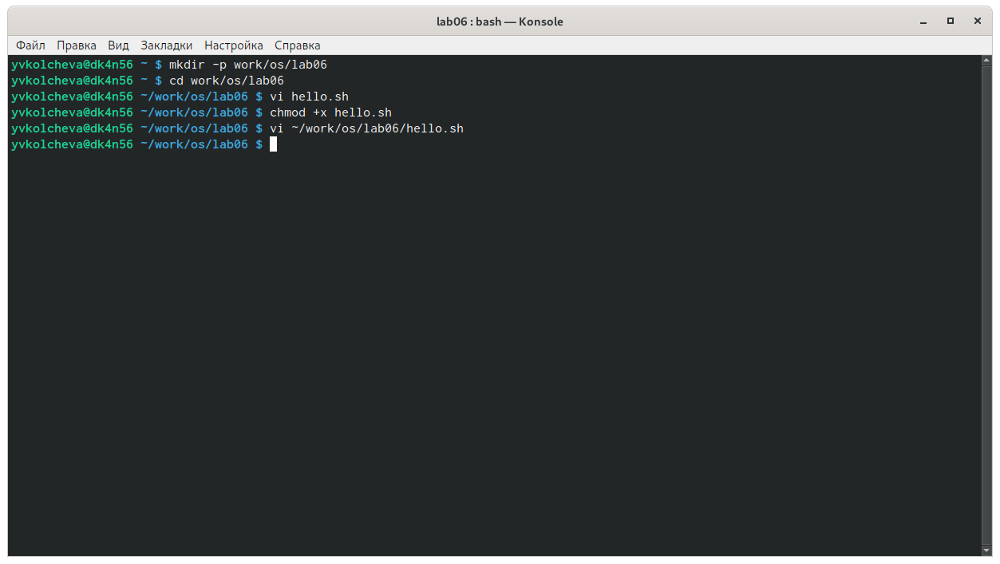 lab06 : bash — Konsole
Файл Правка Вид Закладки Настройка Справка
yvkolcheva@dk4n56 ~ $ mkdir -p work/os/lab06
yvkolcheva@dk4n56 ~ $ cd work/os/lab06
yvkolcheva@dk4n56 ~/work/os/lab06 $ vi hello.sh
yvkolcheva@dk4n56 ~/work/os/lab06 $ chmod +x hello.sh
yvkolcheva@dk4n56 ~/work/os/lab06 $ vi ~/work/os/lab06/hello.sh
yvkolcheva@dk4n56 ~/work/os/lab06 $